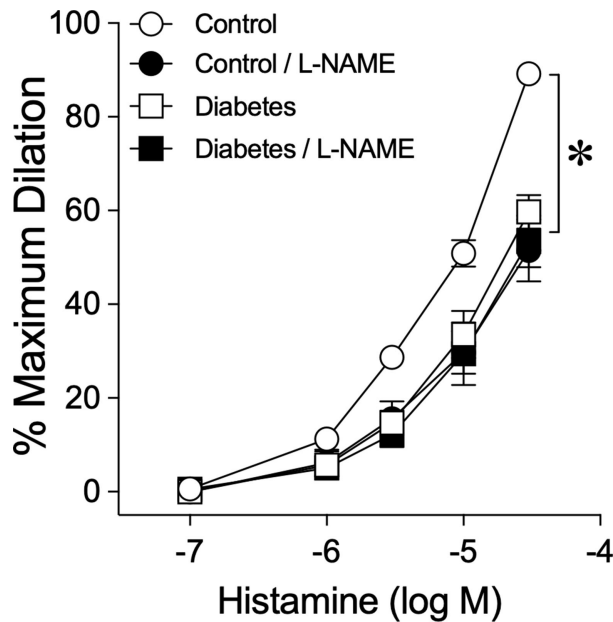 % Maximum Dilation
100
80
60
40
20
0
Control
Control / L-NAME
Diabetes
Diabetes / L-NAME
*
-7 -6 -5 -4
Histamine (log M)